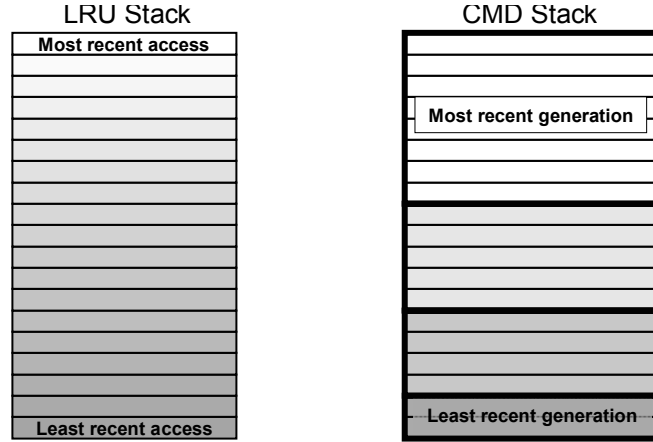 LRU Stack
CMD Stack
Most recent access
Most recent generation
Least recent generation
Least recent access